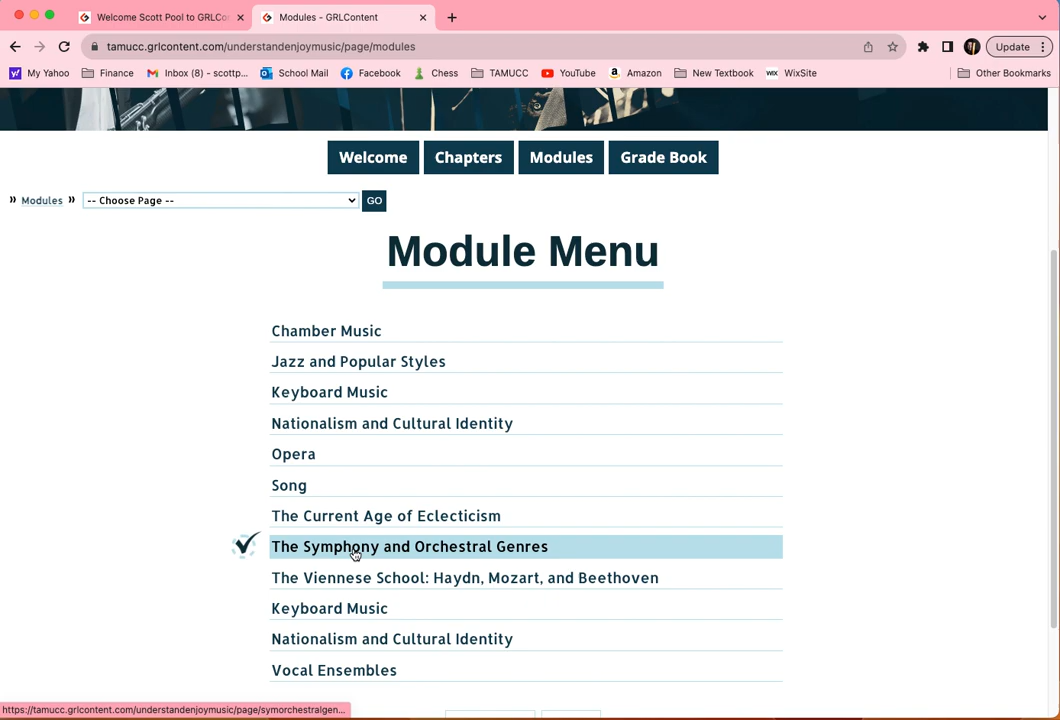 Welcome Scott Pool to GRLCo
Modules - GRLContent
tamucc.grlcontent.com/understandenjoymusic/page/modules
Update
My Yahoo
Finance
Inbox (8) - scottp...
School Mail
Facebook
Chess
TAMUCC
YouTube
Amazon
New Textbook
WIX WixSite
Other Bookmarks
Welcome
Chapters
Modules
Grade Book
» Modules » -- Choose Page -- GO
Module Menu
Chamber Music
Jazz and Popular Styles
Keyboard Music
Nationalism and Cultural Identity
Opera
Song
The Current Age of Eclecticism
The Symphony and Orchestral Genres
The Viennese School: Haydn, Mozart, and Beethoven
Keyboard Music
Nationalism and Cultural Identity
Vocal Ensembles
https://tamucc.grlcontent.com/understandenjoymusic/page/symorchestralgen...